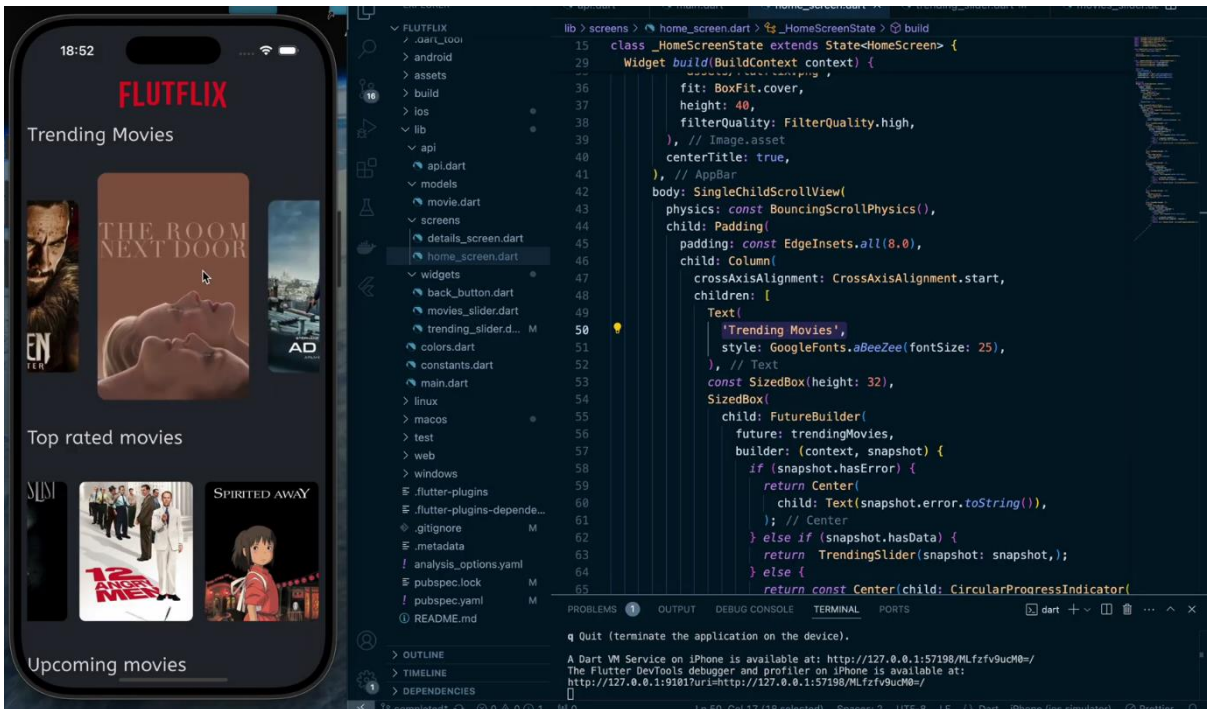 18:52
FLUTFLIX
Trending Movies
THE ROOM
NEXT DOOR
EN
TER
AD
Top rated movies
SLIST
12
ANGRY
MEN
SPIRITED AWAY
Upcoming movies
FLUTFLIX
.dart_tool
android
assets
build
ios
lib
api
api.dart
models
movie.dart
screens
details_screen.dart
home_screen.dart
widgets
back_button.dart
movies_slider.dart
trending_slider.d... M
colors.dart
constants.dart
main.dart
linux
macos
test
web
windows
.flutter-plugins
.flutter-plugins-depende...
.gitignore M
.metadata
analysis_options.yaml
pubspec.lock M
pubspec.yaml M
README.md
OUTLINE
TIMELINE
DEPENDENCIES
16
1
lib > screens > home_screen.dart > _HomeScreenState > build
15 class _HomeScreenState extends State<HomeScreen> {
29 Widget build(BuildContext context) {
36 fit: BoxFit.cover,
37 height: 40,
38 filterQuality: FilterQuality.high,
39 ), // Image.asset
40 centerTitle: true,
41 ), // AppBar
42 body: SingleChildScrollView(
43 physics: const BouncingScrollPhysics(),
44 child: Padding(
45 padding: const EdgeInsets.all(8.0),
46 child: Column(
47 crossAxisAlignment: CrossAxisAlignment.start,
48 children: [
49 Text(
50 'Trending Movies',
51 style: GoogleFonts.aBeeZee(fontSize: 25),
52 ), // Text
53 const SizedBox(height: 32),
54 SizedBox(
55 child: FutureBuilder(
56 future: trendingMovies,
57 builder: (context, snapshot) {
58 if (snapshot.hasError) {
59 return Center(
60 child: Text(snapshot.error.toString()),
61 ); // Center
62 } else if (snapshot.hasData) {
63 return TrendingSlider(snapshot: snapshot,);
64 } else {
65 return const Center(child: CircularProgressIndicator(
PROBLEMS 1 OUTPUT DEBUG CONSOLE TERMINAL PORTS dart
q Quit (terminate the application on the device).
A Dart VM Service on iPhone is available at: http://127.0.0.1:57198/MLfzfv9ucM0=/
The Flutter DevTools debugger and profiler on iPhone is available at:
http://127.0.0.1:9101?uri=http://127.0.0.1:57198/MLfzfv9ucM0=/